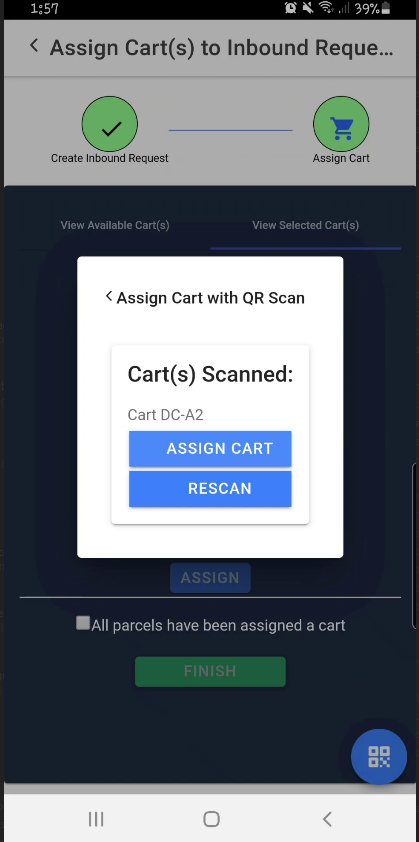 1:57
39%
Assign Cart(s) to Inbound Reque...
Create Inbound Request
Assign Cart
View Available Cart(s)
View Selected Cart(s)
Assign Cart with QR Scan
Cart(s) Scanned:
Cart DC-A2
ASSIGN CART
RESCAN
ASSIGN
All parcels have been assigned a cart
FINISH